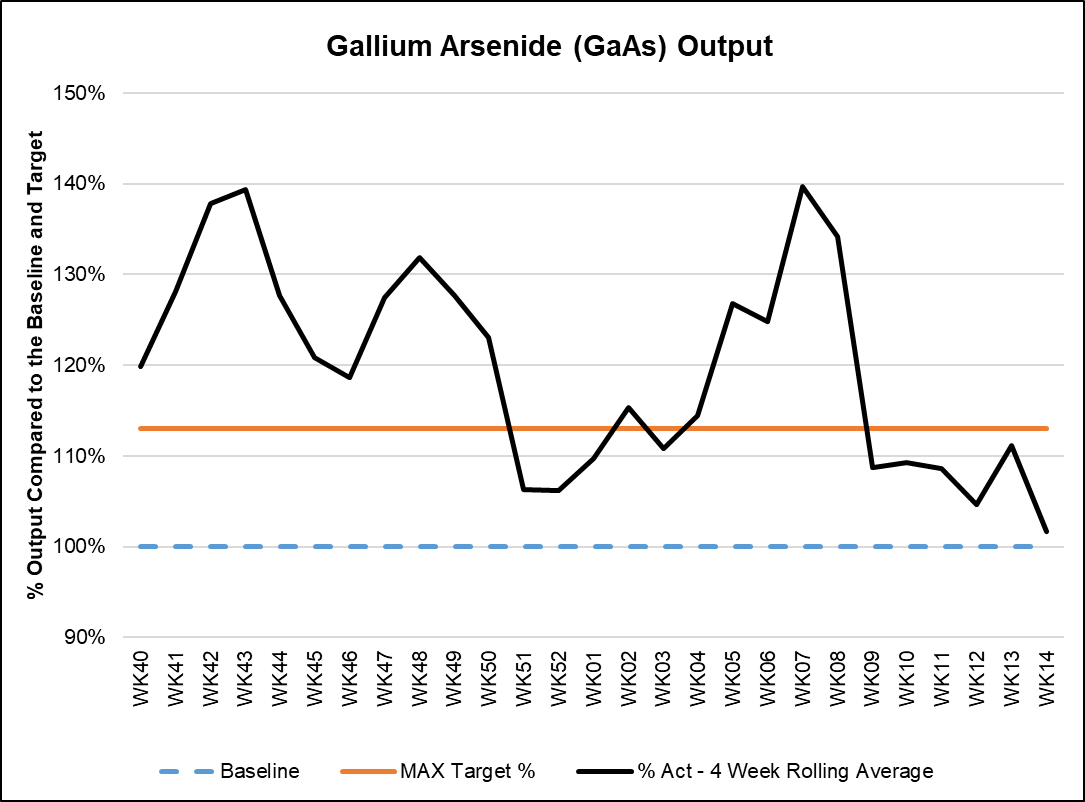 Gallium Arsenide (GaAs) Output
% Output Compared to the Baseline and Target
150%
140%
130%
120%
110%
100%
90%
WK40
WK41
WK42
WK43
WK44
WK45
WK46
WK47
WK48
WK49
WK50
WK51
WK52
WK01
WK02
WK03
WK04
WK05
WK06
WK07
WK08
WK09
WK10
WK11
WK12
WK13
WK14
Baseline
MAX Target %
% Act - 4 Week Rolling Average